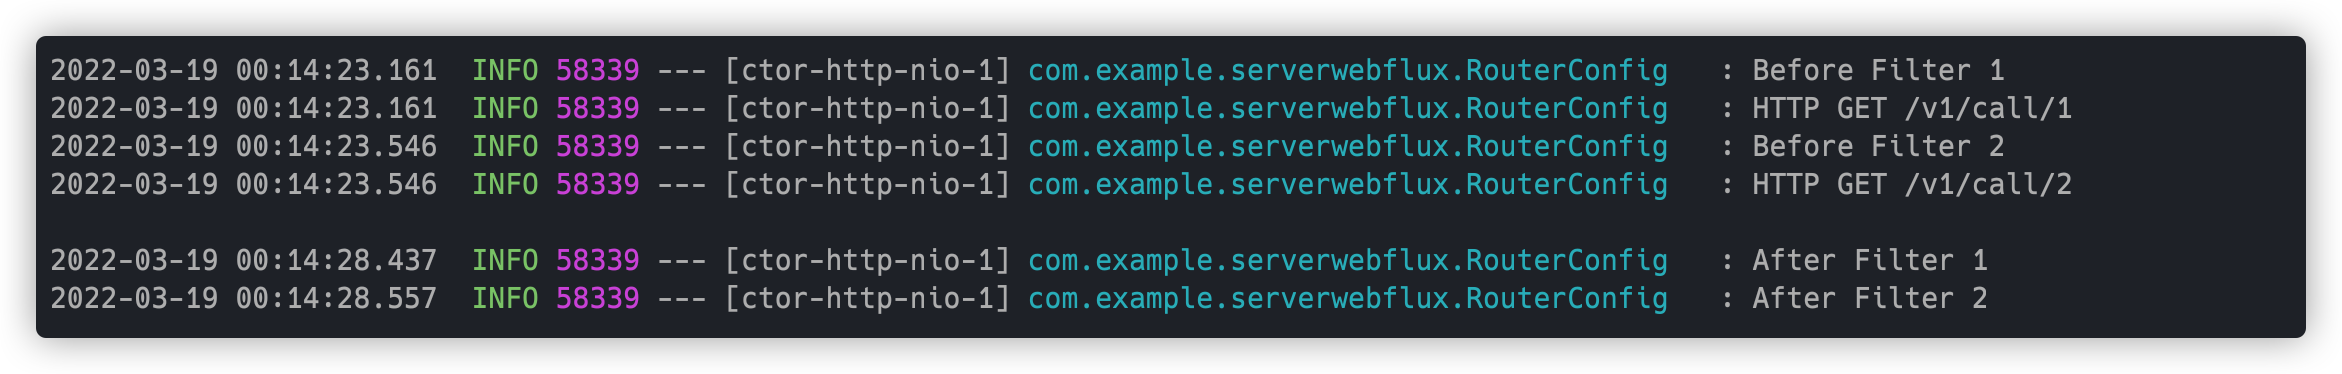 2022-03-19 00:14:23.161  INFO 58339 --- [ctor-http-nio-1] com.example.serverwebflux.RouterConfig   : Before Filter 1
2022-03-19 00:14:23.161  INFO 58339 --- [ctor-http-nio-1] com.example.serverwebflux.RouterConfig   : HTTP GET /v1/call/1
2022-03-19 00:14:23.546  INFO 58339 --- [ctor-http-nio-1] com.example.serverwebflux.RouterConfig   : Before Filter 2
2022-03-19 00:14:23.546  INFO 58339 --- [ctor-http-nio-1] com.example.serverwebflux.RouterConfig   : HTTP GET /v1/call/2
2022-03-19 00:14:28.437  INFO 58339 --- [ctor-http-nio-1] com.example.serverwebflux.RouterConfig   : After Filter 1
2022-03-19 00:14:28.557  INFO 58339 --- [ctor-http-nio-1] com.example.serverwebflux.RouterConfig   : After Filter 2